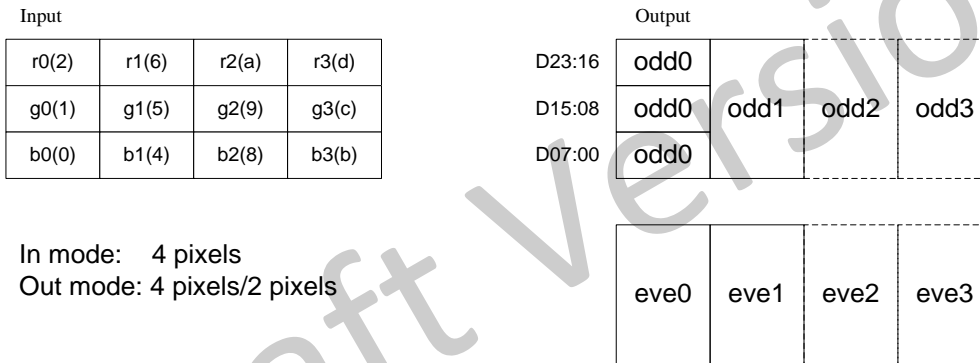 Input
Output
r0(2) r1(6) r2(a) r3(d)
g0(1) g1(5) g2(9) g3(c)
b0(0) b1(4) b2(8) b3(b)
D23:16 odd0
D15:08 odd0 odd1 odd2 odd3
D07:00 odd0
In mode: 4 pixels
Out mode: 4 pixels/2 pixels
eve0 eve1 eve2 eve3
aft Versio